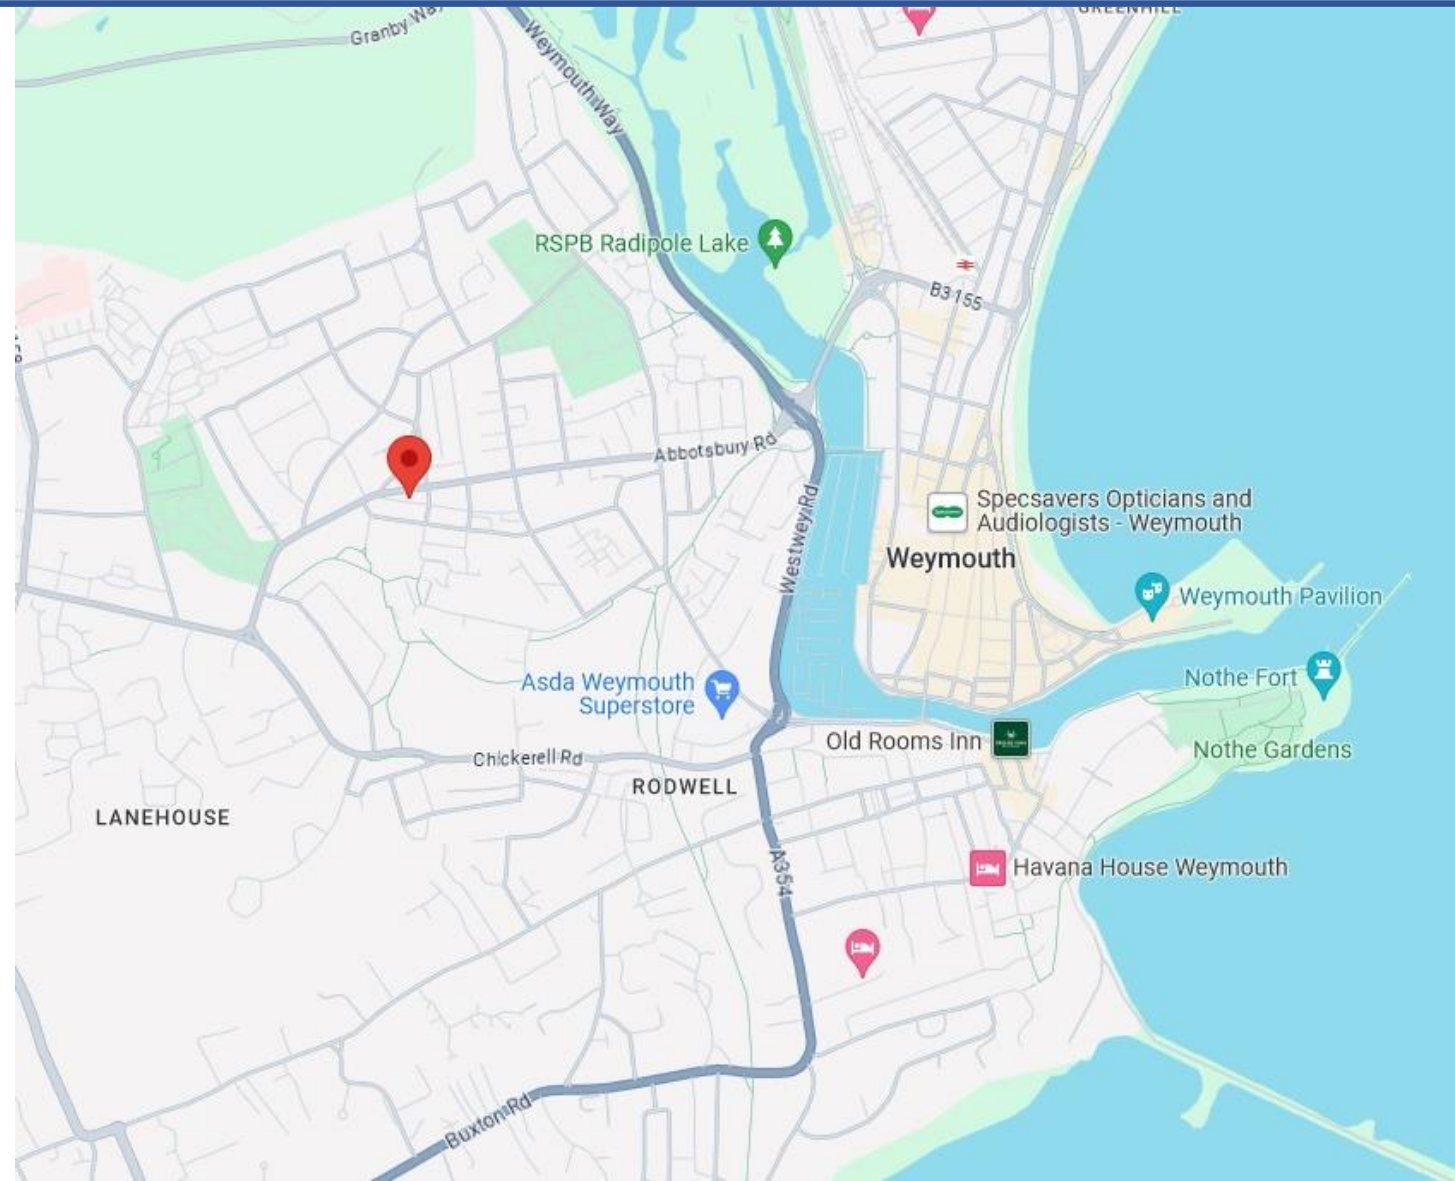 GREENHILL
Granby Way
Weymouth Way
RSPB Radipole Lake
B3155
Abbotsbury Rd
Westwey Rd
Specsavers Opticians and
Audiologists - Weymouth
Weymouth
Weymouth Pavilion
Nothe Fort
Asda Weymouth
Superstore
Old Rooms Inn
Nothe Gardens
Chickerell Rd
RODWELL
LANEHOUSE
A354
Havana House Weymouth
Buxton Rd